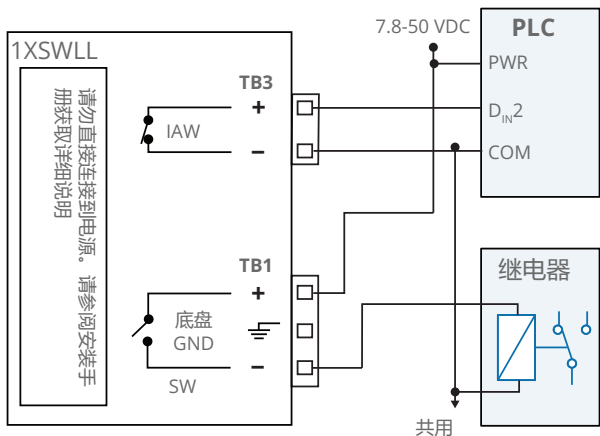 7.8-50 VDC
PLC
PWR
D_IN2
COM
1XSWLL
请勿直接连接到电源。 请参阅安装手
册获取详细说明
TB3
+
IAW
−
TB1
+
底盘
GND
−
SW
继电器
共用